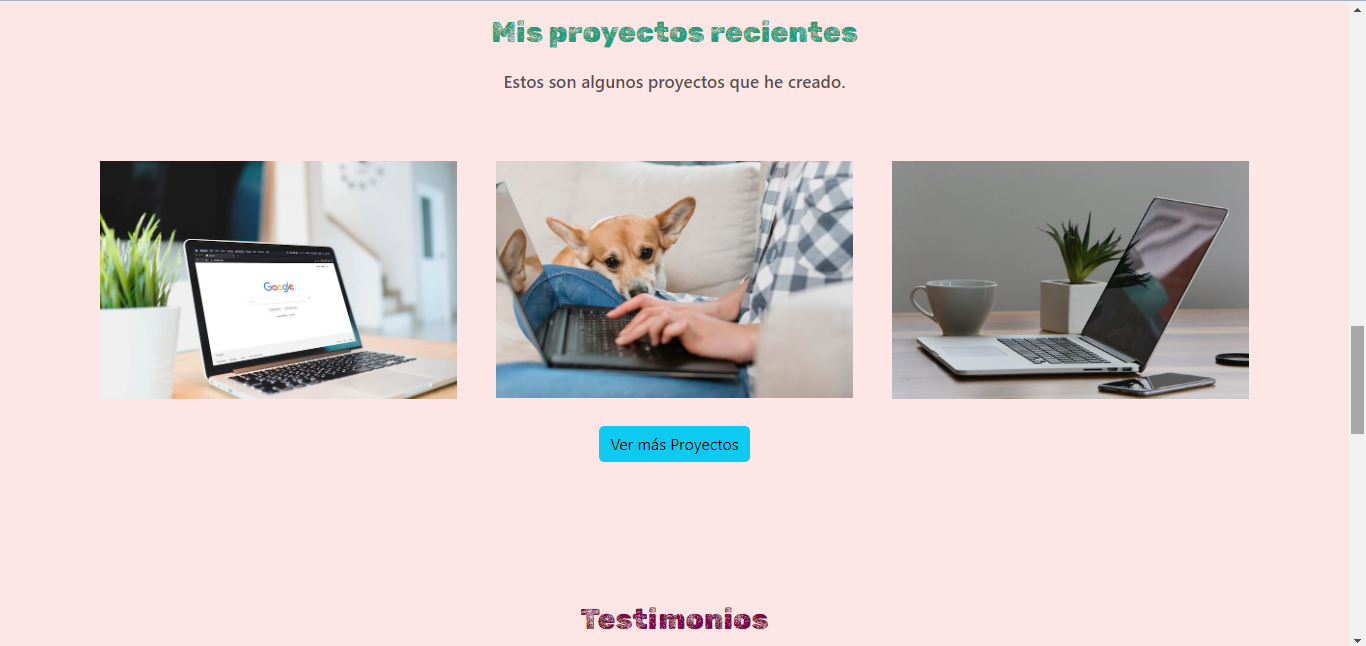 Mis proyectos recientes
Estos son algunos proyectos que he creado.
Google
Ver más Proyectos
Testimonios